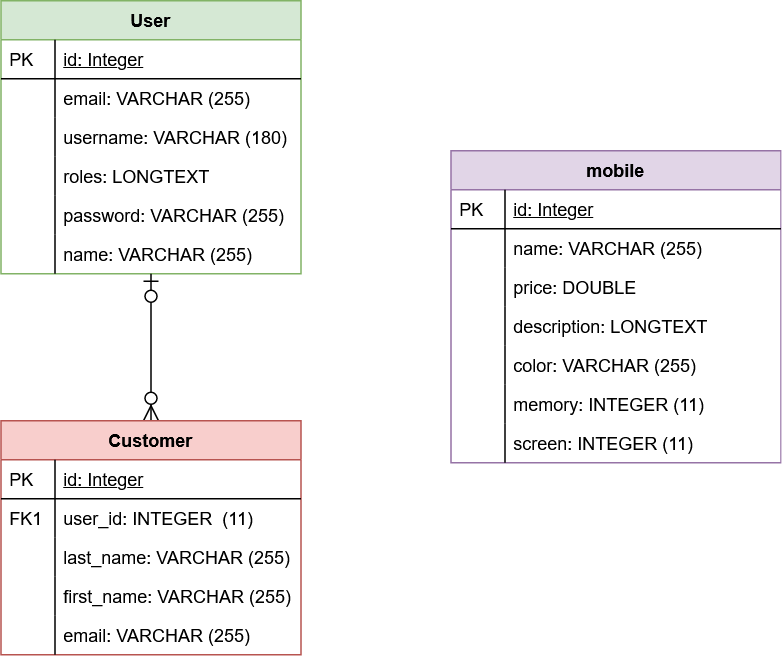 User
PK id: Integer
email: VARCHAR (255)
username: VARCHAR (180)
roles: LONGTEXT
password: VARCHAR (255)
name: VARCHAR (255)
Customer
PK id: Integer
FK1 user_id: INTEGER  (11)
last_name: VARCHAR (255)
first_name: VARCHAR (255)
email: VARCHAR (255)
mobile
PK id: Integer
name: VARCHAR (255)
price: DOUBLE
description: LONGTEXT
color: VARCHAR (255)
memory: INTEGER (11)
screen: INTEGER (11)